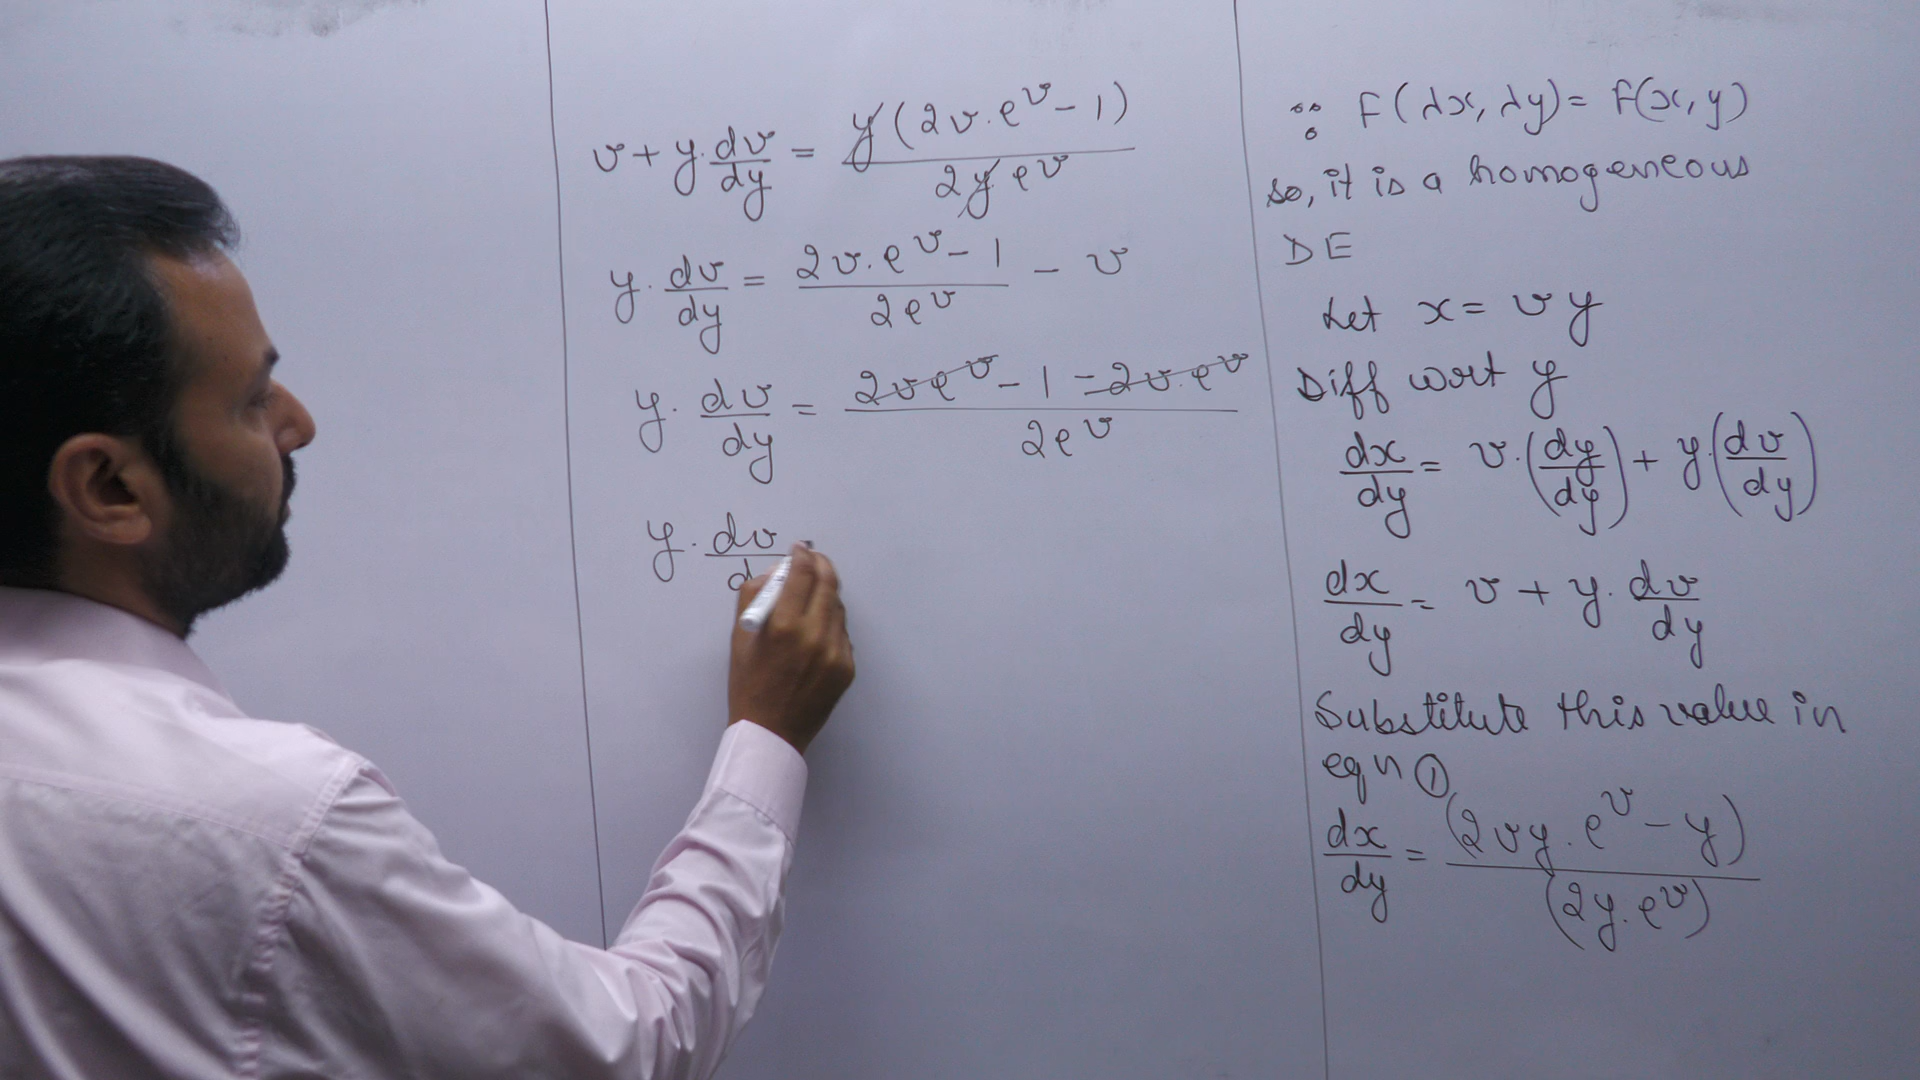 v + y. dv/dy = y(2v.e^v - 1) / 2y e^v
y. dv/dy = (2v.e^v - 1) / 2e^v - v
y. dv/dy = (2ve^v - 1 - 2v.e^v) / 2e^v
y. dv/d
∵ F(λx, λy) = F(x, y)
so, it is a homogeneous
DE
Let x = vy
Diff wrt y
dx/dy = v.(dy/dy) + y.(dv/dy)
dx/dy = v + y. dv/dy
Substitute this value in
eqn ①
dx/dy = (2vy.e^v - y) / (2y.e^v)